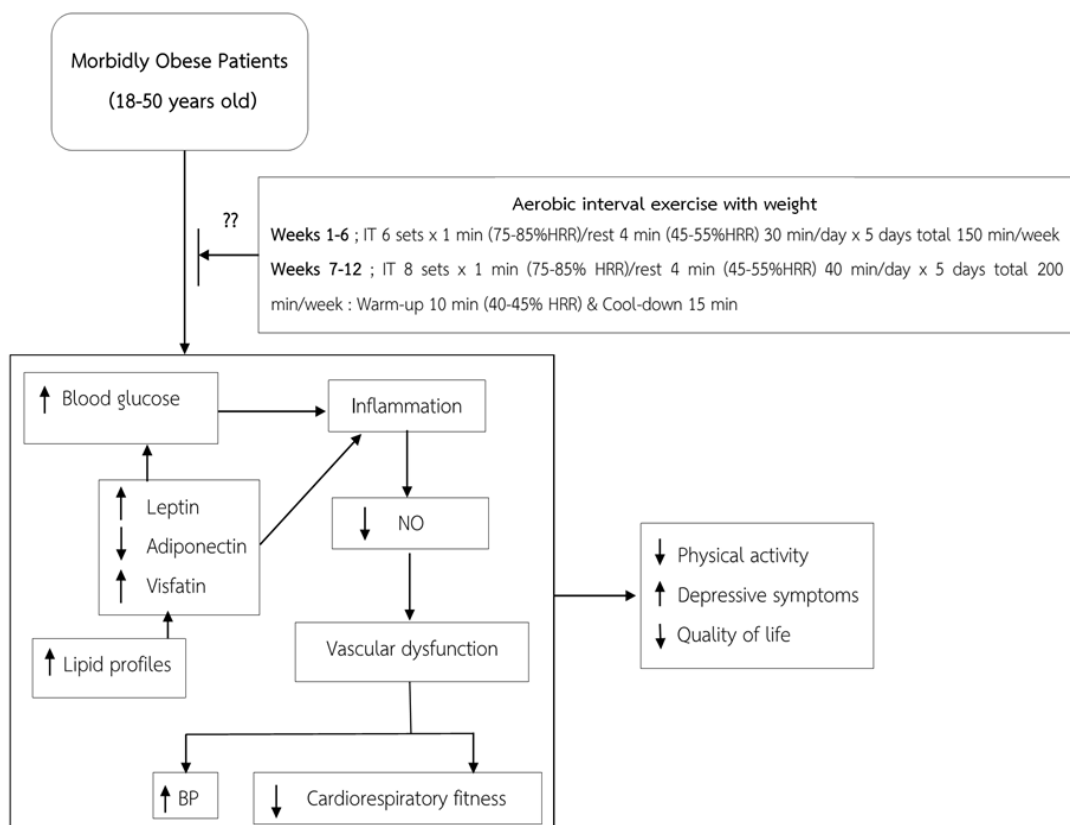 Morbidly Obese Patients
(18-50 years old)
??
Aerobic interval exercise with weight
Weeks 1-6 ; IT 6 sets x 1 min (75-85%HRR)/rest 4 min (45-55%HRR) 30 min/day x 5 days total 150 min/week
Weeks 7-12 ; IT 8 sets x 1 min (75-85% HRR)/rest 4 min (45-55%HRR) 40 min/day x 5 days total 200
min/week : Warm-up 10 min (40-45% HRR) & Cool-down 15 min
↑ Blood glucose
Inflammation
↑ Leptin
↓ Adiponectin
↑ Visfatin
↓ NO
↑ Lipid profiles
Vascular dysfunction
↑ BP
↓ Cardiorespiratory fitness
↓ Physical activity
↑ Depressive symptoms
↓ Quality of life